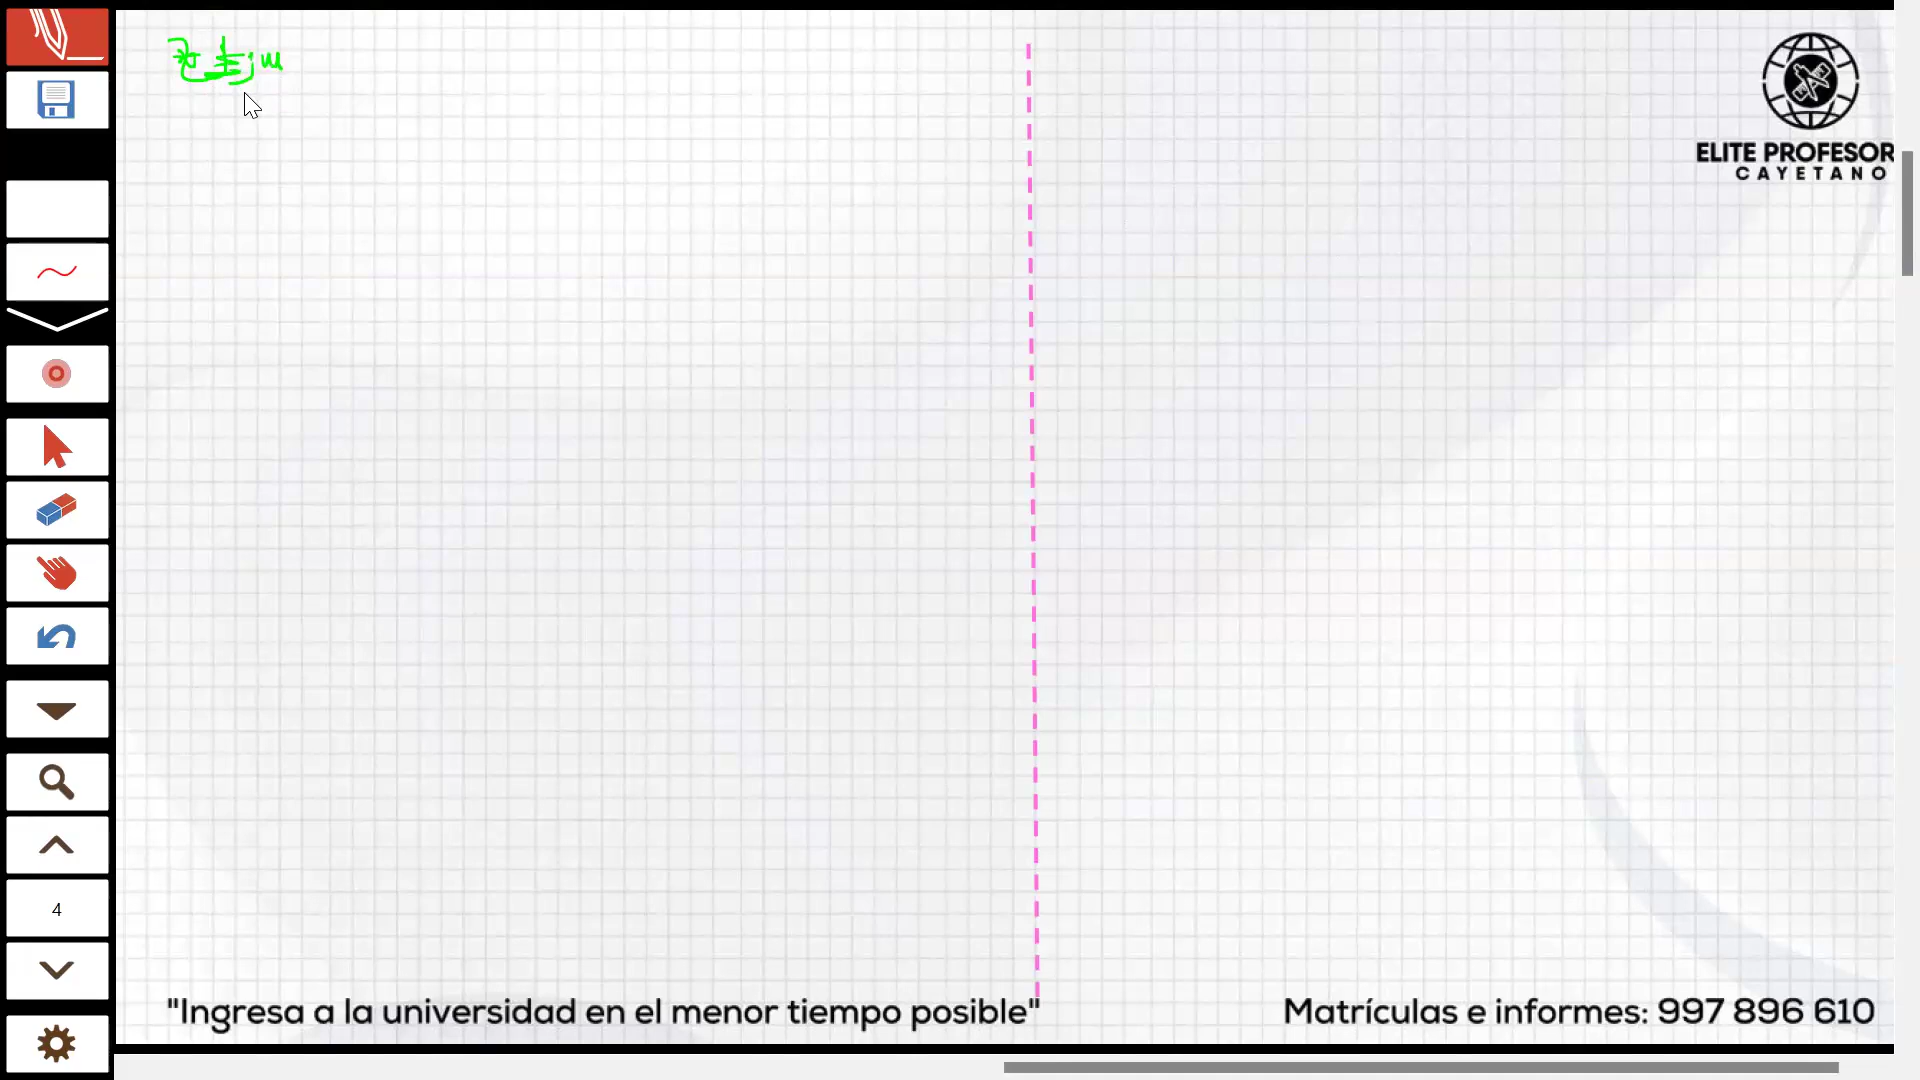 ELITE PROFESOR
CAYETANO
4
"Ingresa a la universidad en el menor tiempo posible"
Matrículas e informes: 997 896 610